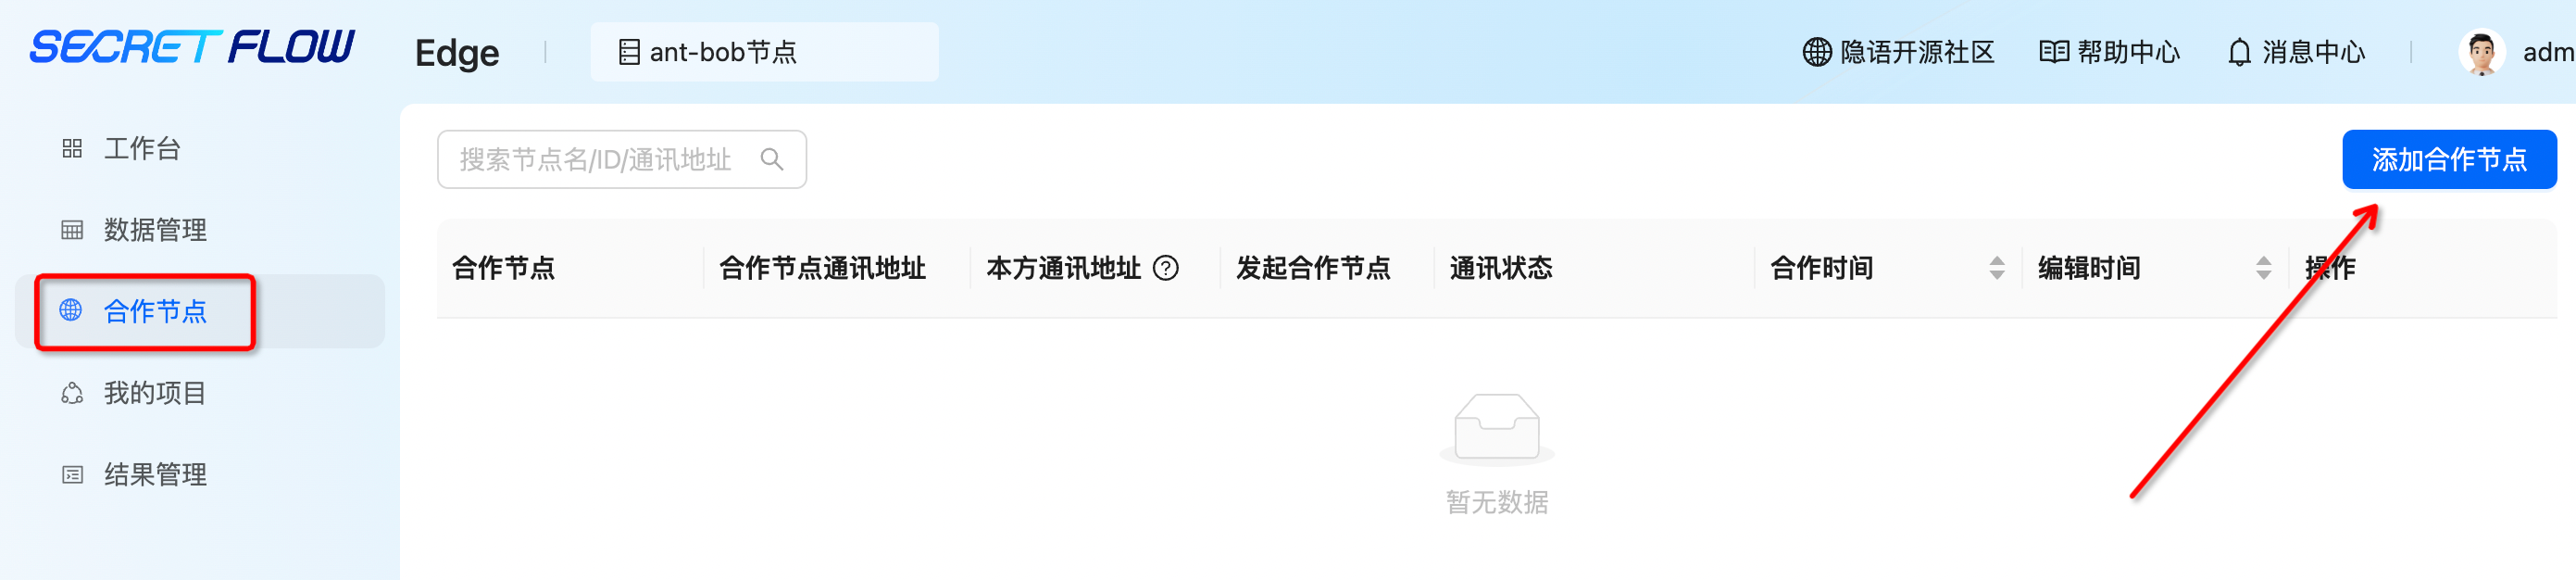 SECRET FLOW
Edge
ant-bob节点
隐语开源社区
帮助中心
消息中心
adm
工作台
数据管理
合作节点
我的项目
结果管理
搜索节点名/ID/通讯地址
添加合作节点
合作节点 合作节点通讯地址 本方通讯地址 ? 发起合作节点 通讯状态 合作时间 编辑时间 操作
暂无数据